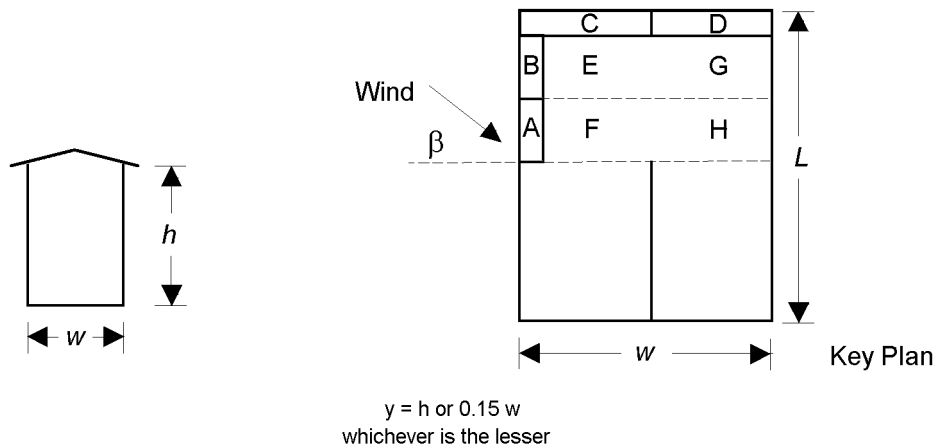 C D
B E G
Wind
A F H
β
L
h
w
w
Key Plan
y = h or 0.15 w
whichever is the lesser